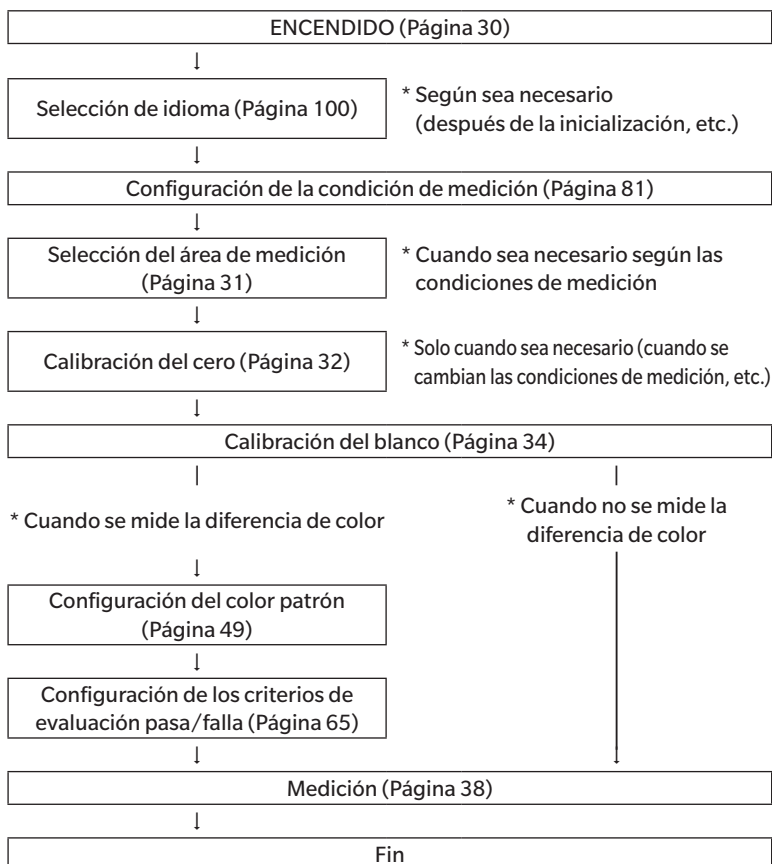 ENCENDIDO (Página 30)
↓
Selección de idioma (Página 100)
* Según sea necesario
(después de la inicialización, etc.)
↓
Configuración de la condición de medición (Página 81)
↓
Selección del área de medición
(Página 31)
* Cuando sea necesario según las
condiciones de medición
↓
Calibración del cero (Página 32)
* Solo cuando sea necesario (cuando se
cambian las condiciones de medición, etc.)
↓
Calibración del blanco (Página 34)
* Cuando se mide la diferencia de color
* Cuando no se mide la
diferencia de color
↓
Configuración del color patrón
(Página 49)
↓
Configuración de los criterios de
evaluación pasa/falla (Página 65)
↓
Medición (Página 38)
↓
Fin